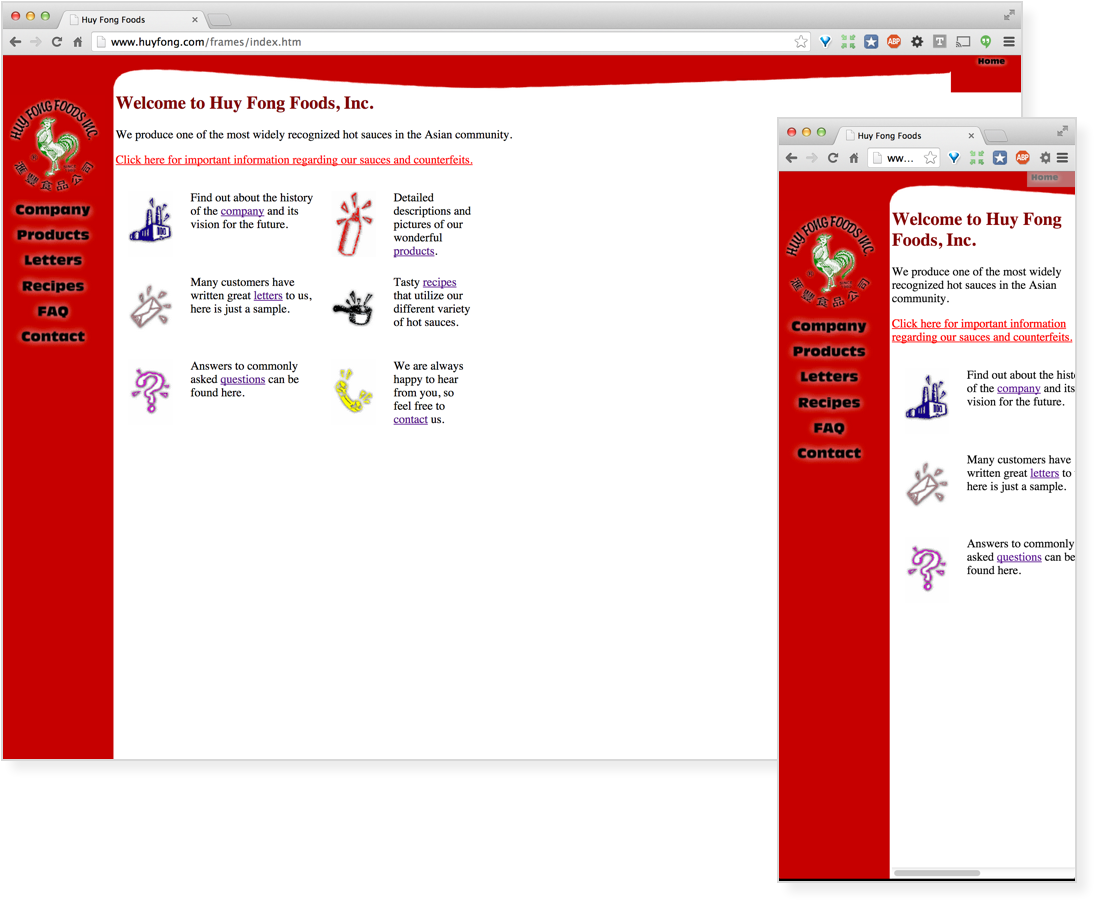 Huy Fong Foods
www.huyfong.com/frames/index.htm
ABP
T
Home
HUY FONG FOODS INC.
滙豐食品公司
Company
Products
Letters
Recipes
FAQ
Contact
Welcome to Huy Fong Foods, Inc.
We produce one of the most widely recognized hot sauces in the Asian community.
Click here for important information regarding our sauces and counterfeits.
Find out about the history
of the company and its
vision for the future.
Detailed
descriptions and
pictures of our
wonderful
products.
Many customers have
written great letters to us,
here is just a sample.
Tasty recipes
that utilize our
different variety
of hot sauces.
Answers to commonly
asked questions can be
found here.
We are always
happy to hear
from you, so
feel free to
contact us.
Huy Fong Foods
ww...
ABP
Home
HUY FONG FOODS INC.
滙豐食品公司
Company
Products
Letters
Recipes
FAQ
Contact
Welcome to Huy Fong
Foods, Inc.
We produce one of the most widely
recognized hot sauces in the Asian
community.
Click here for important information
regarding our sauces and counterfeits.
Find out about the hist
of the company and its
vision for the future.
Many customers have
written great letters to
here is just a sample.
Answers to commonly
asked questions can be
found here.